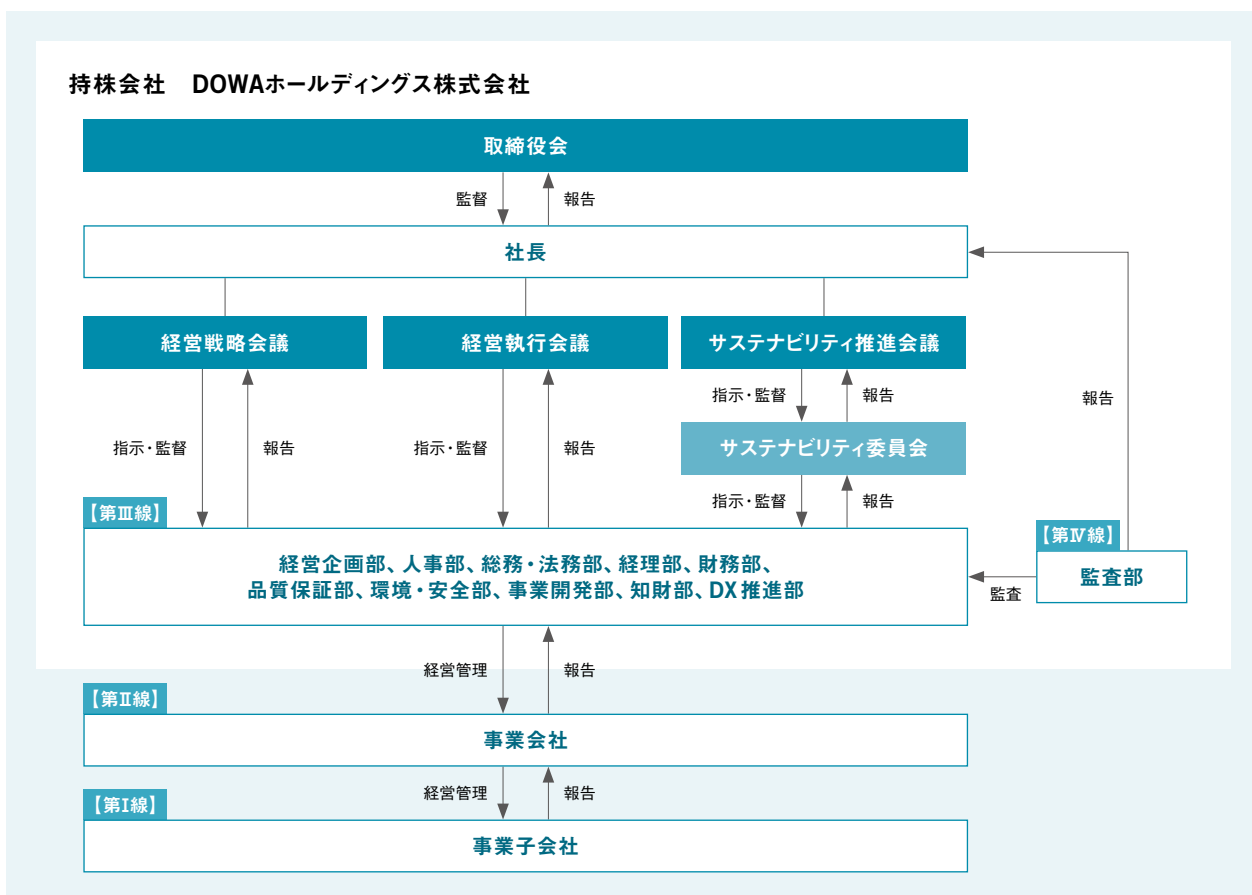 持株会社 DOWAホールディングス株式会社
取締役会
監督
報告
社長
経営戦略会議
経営執行会議
サステナビリティ推進会議
指示・監督
報告
報告
サステナビリティ委員会
指示・監督
報告
指示・監督
報告
指示・監督
報告
【第Ⅲ線】
経営企画部、人事部、総務・法務部、経理部、財務部、
品質保証部、環境・安全部、事業開発部、知財部、DX推進部
【第Ⅳ線】
監査部
監査
経営管理
報告
【第Ⅱ線】
事業会社
経営管理
報告
【第Ⅰ線】
事業子会社